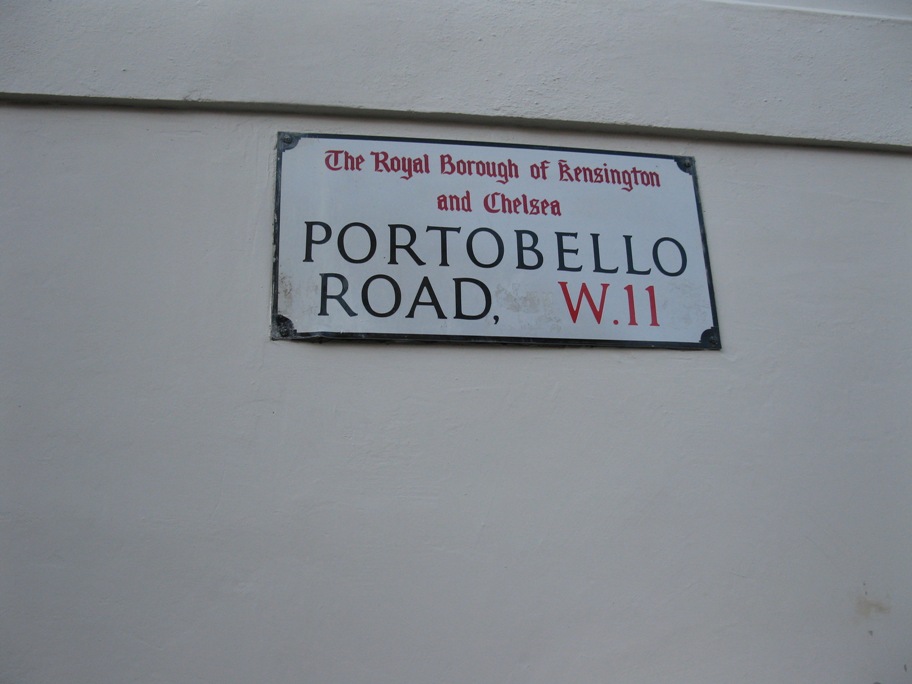 The Royal Borough of Kensington
and Chelsea
PORTOBELLO
ROAD, W.11